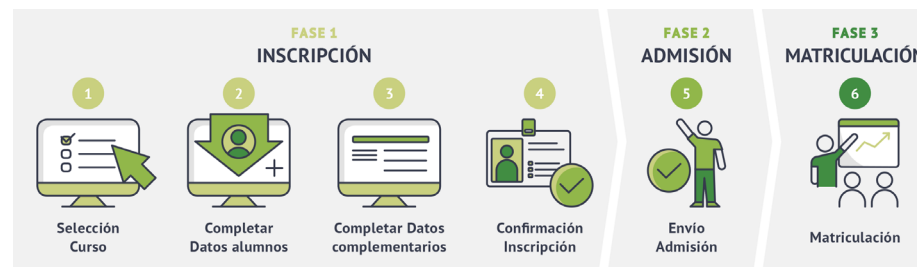 FASE 1
INSCRIPCIÓN
1
2
3
4
Selección
Curso
Completar
Datos alumnos
Completar Datos
complementarios
Confirmación
Inscripción
FASE 2
ADMISIÓN
5
Envío
Admisión
FASE 3
MATRICULACIÓN
6
Matriculación